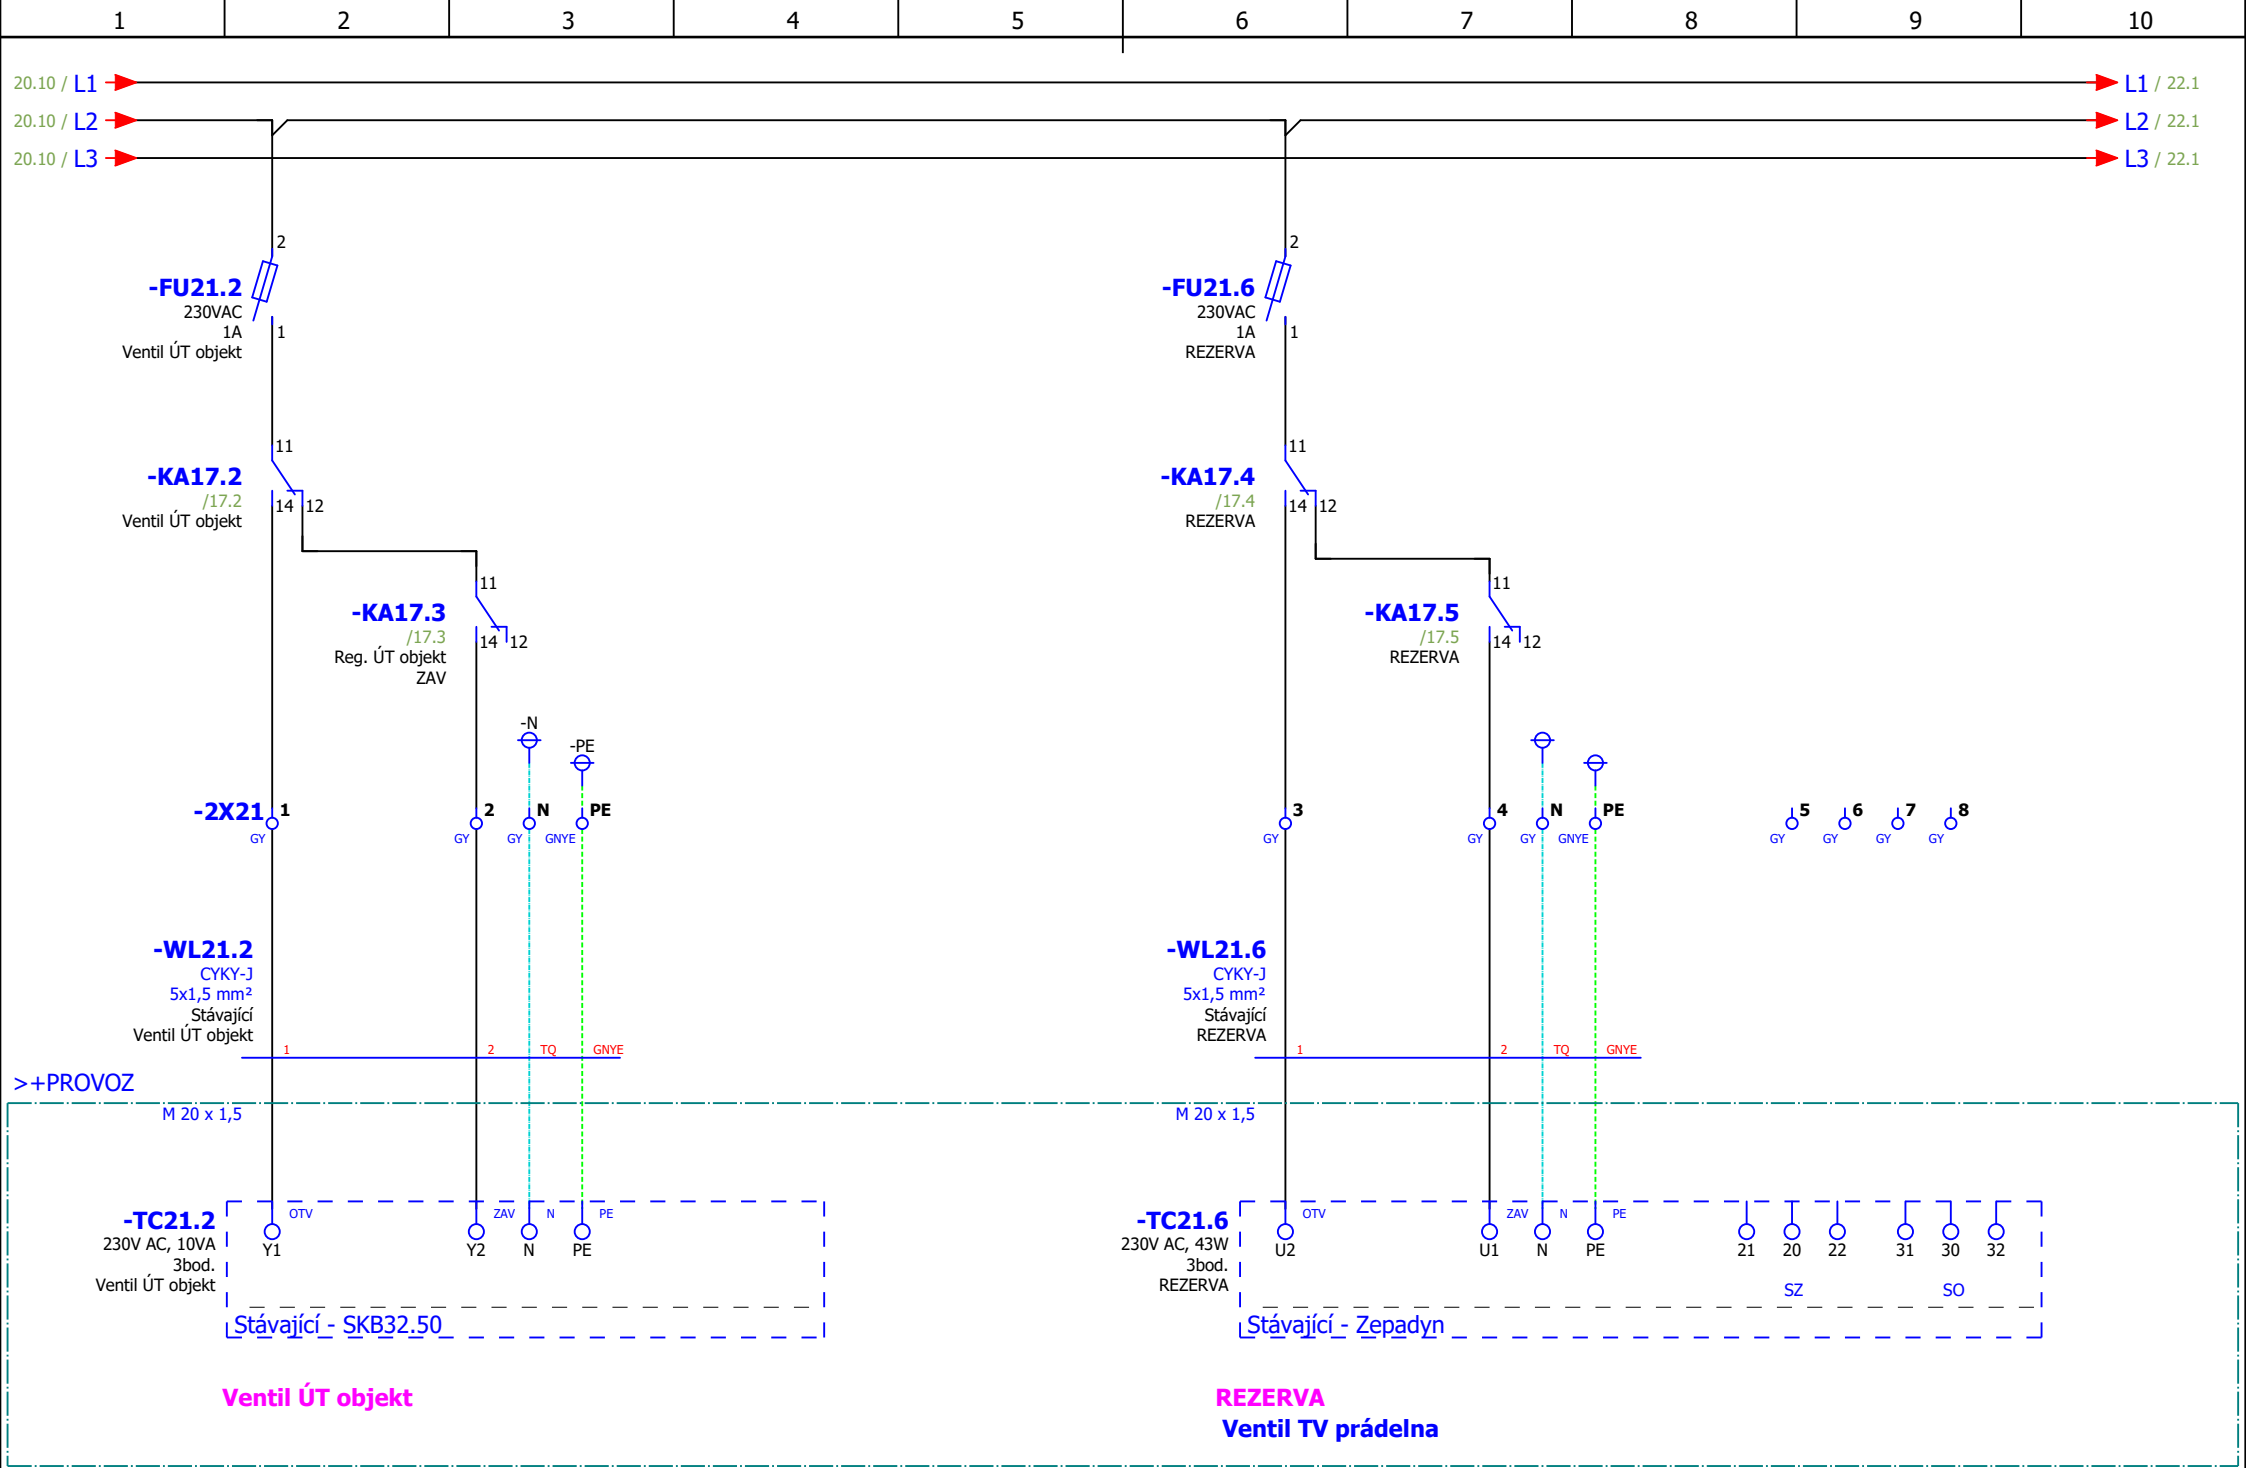 1 2 3 4 5 6 7 8 9 10
20.10 / L1 L1 / 22.1
20.10 / L2 L2 / 22.1
20.10 / L3 L3 / 22.1
2
-FU21.2
230VAC
1A
1
Ventil ÚT objekt
2
-FU21.6
230VAC
1A
1
REZERVA
11
-KA17.2
/17.2
14 12
Ventil ÚT objekt
11
-KA17.4
/17.4
14 12
REZERVA
11
-KA17.3
/17.3
14 12
Reg. ÚT objekt
ZAV
11
-KA17.5
/17.5
14 12
REZERVA
-N
-PE
-2X21 1 2 N PE 3 4 N PE 5 6 7 8
GY GY GY GNYE GY GY GY GNYE GY GY GY GY
-WL21.2
CYKY-J
5x1,5 mm²
Stávající
Ventil ÚT objekt
1 2 TQ GNYE
-WL21.6
CYKY-J
5x1,5 mm²
Stávající
REZERVA
1 2 TQ GNYE
>+PROVOZ
M 20 x 1,5 M 20 x 1,5
OTV ZAV N PE
-TC21.2
230V AC, 10VA
3bod.
Ventil ÚT objekt
Y1 Y2 N PE
Stávající - SKB32.50
OTV ZAV N PE
-TC21.6
230V AC, 43W
3bod.
REZERVA
U2 U1 N PE 21 20 22 31 30 32
SZ SO
Stávající - Zepadyn
Ventil ÚT objekt
REZERVA
Ventil TV prádelna